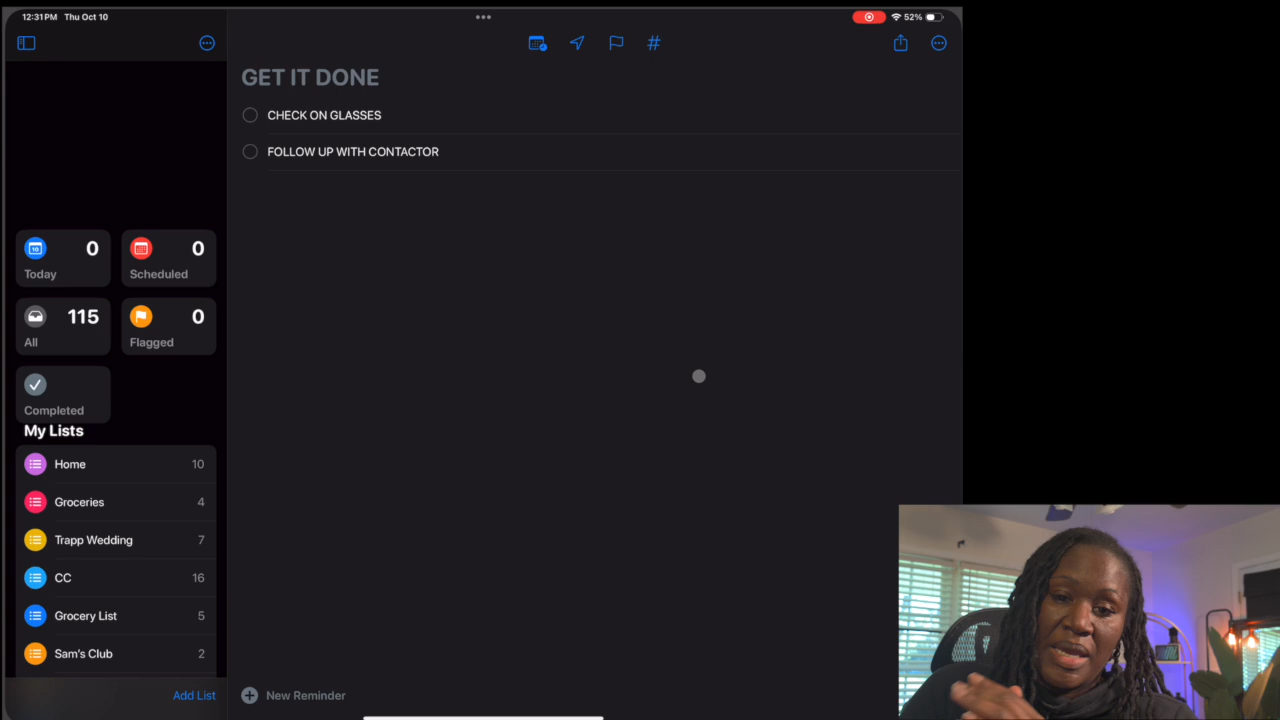 12:31 PM Thu Oct 10
52%
GET IT DONE
CHECK ON GLASSES
FOLLOW UP WITH CONTACTOR
10
0
Today
0
Scheduled
115
All
0
Flagged
Completed
My Lists
Home 10
Groceries 4
Trapp Wedding 7
CC 16
Grocery List 5
Sam's Club 2
Add List
New Reminder